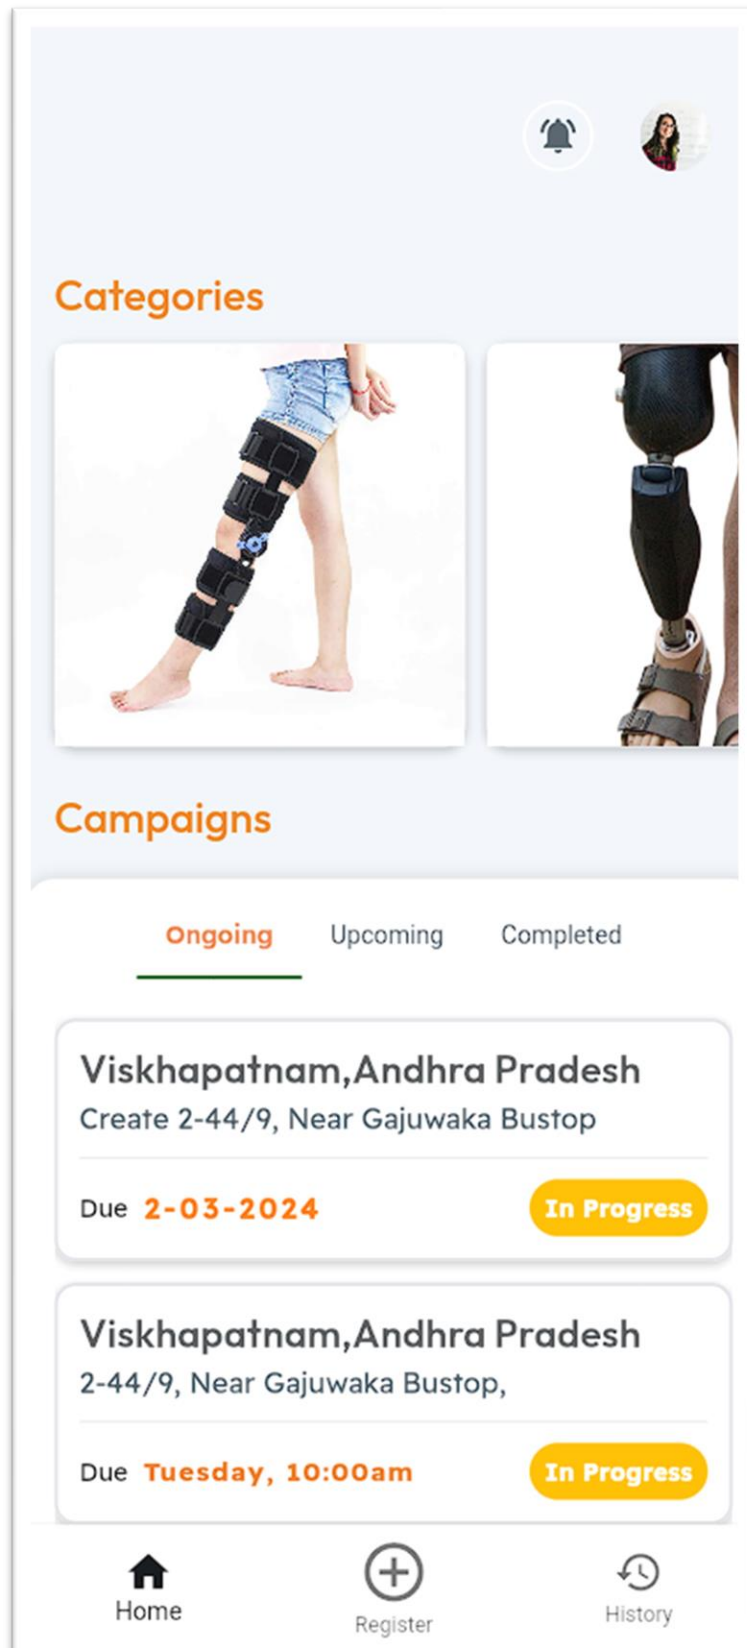 Categories
Campaigns
Ongoing Upcoming Completed
Viskhapatnam,Andhra Pradesh
Create 2-44/9, Near Gajuwaka Bustop
Due 2-03-2024 In Progress
Viskhapatnam,Andhra Pradesh
2-44/9, Near Gajuwaka Bustop,
Due Tuesday, 10:00am In Progress
Home Register History